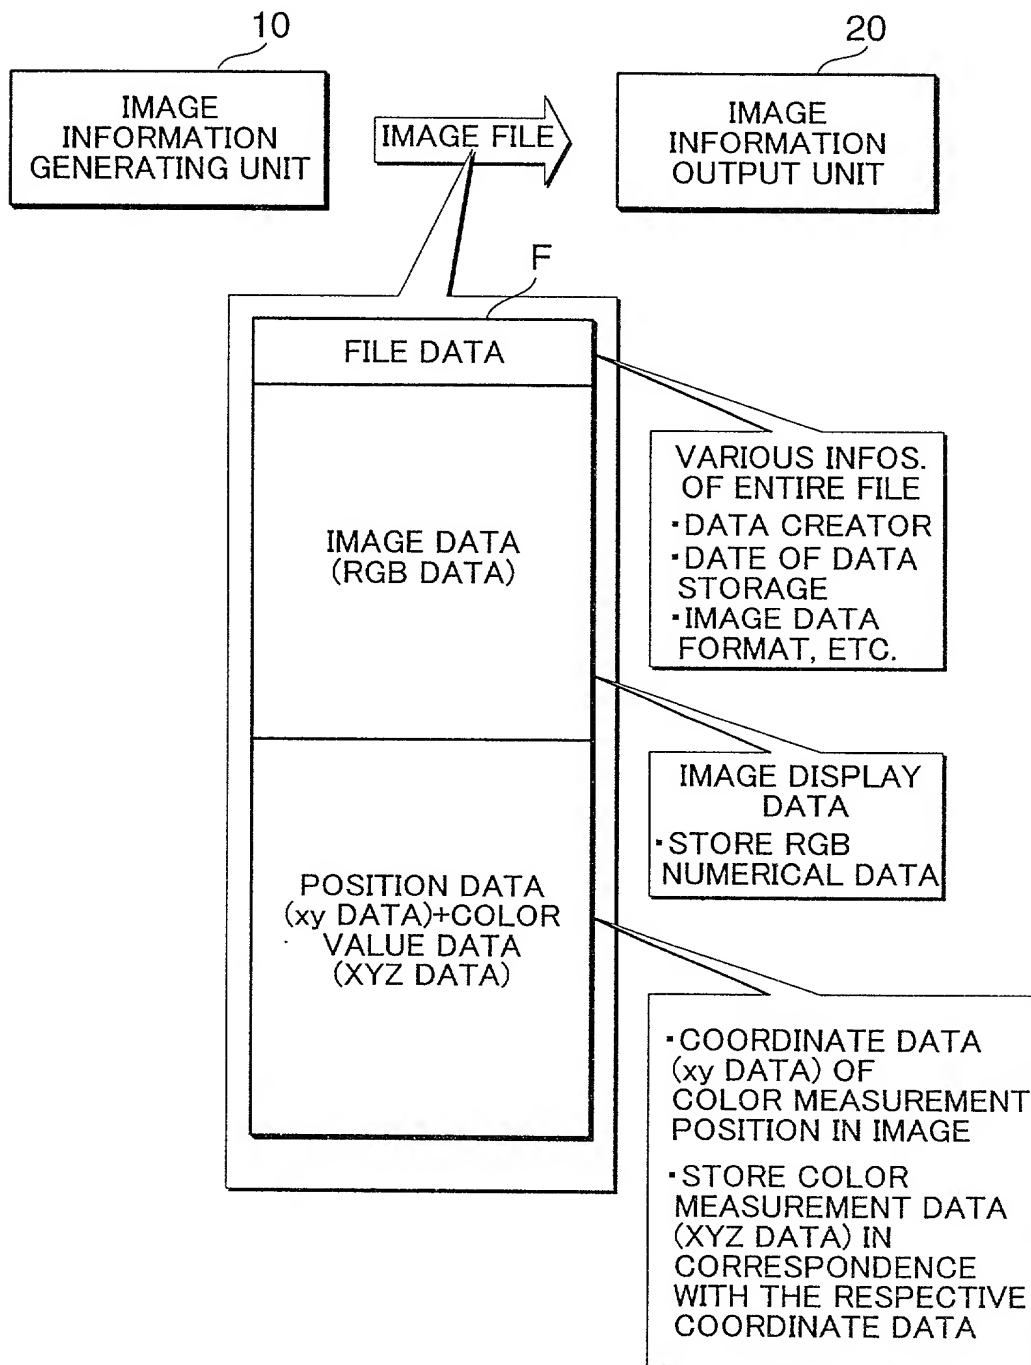 10
20
IMAGE
INFORMATION
GENERATING UNIT
IMAGE FILE
IMAGE
INFORMATION
OUTPUT UNIT
F
FILE DATA
IMAGE DATA
(RGB DATA)
POSITION DATA
(xy DATA)+COLOR
VALUE DATA
(XYZ DATA)
VARIOUS INFOS.
OF ENTIRE FILE
▪DATA CREATOR
▪DATE OF DATA
STORAGE
▪IMAGE DATA
FORMAT, ETC.
IMAGE DISPLAY
DATA
▪STORE RGB
NUMERICAL DATA
▪COORDINATE DATA
(xy DATA) OF
COLOR MEASUREMENT
POSITION IN IMAGE
▪STORE COLOR
MEASUREMENT DATA
(XYZ DATA) IN
CORRESPONDENCE
WITH THE RESPECTIVE
COORDINATE DATA